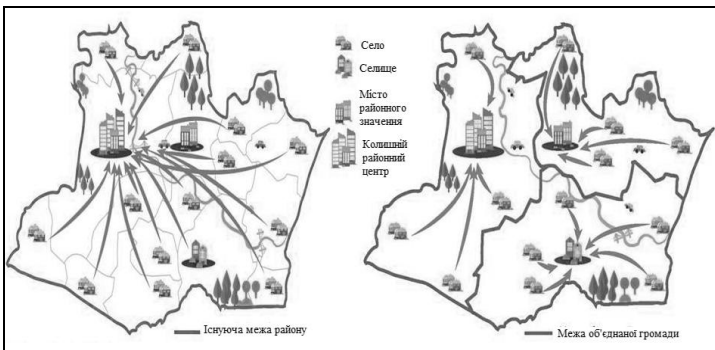 Село
Селище
Місто
районного
значення
Колишній
районний
центр
Існуюча межа району
Межа об'єднаної громади